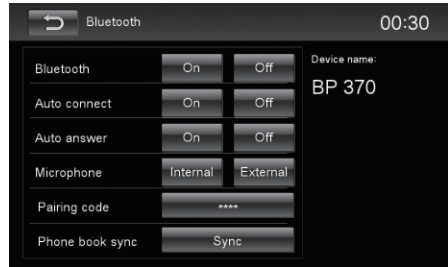 Bluetooth 00:30
Bluetooth On Off
Auto connect On Off
Auto answer On Off
Microphone Internal External
Pairing code ****
Phone book sync Sync
Device name:
BP 370